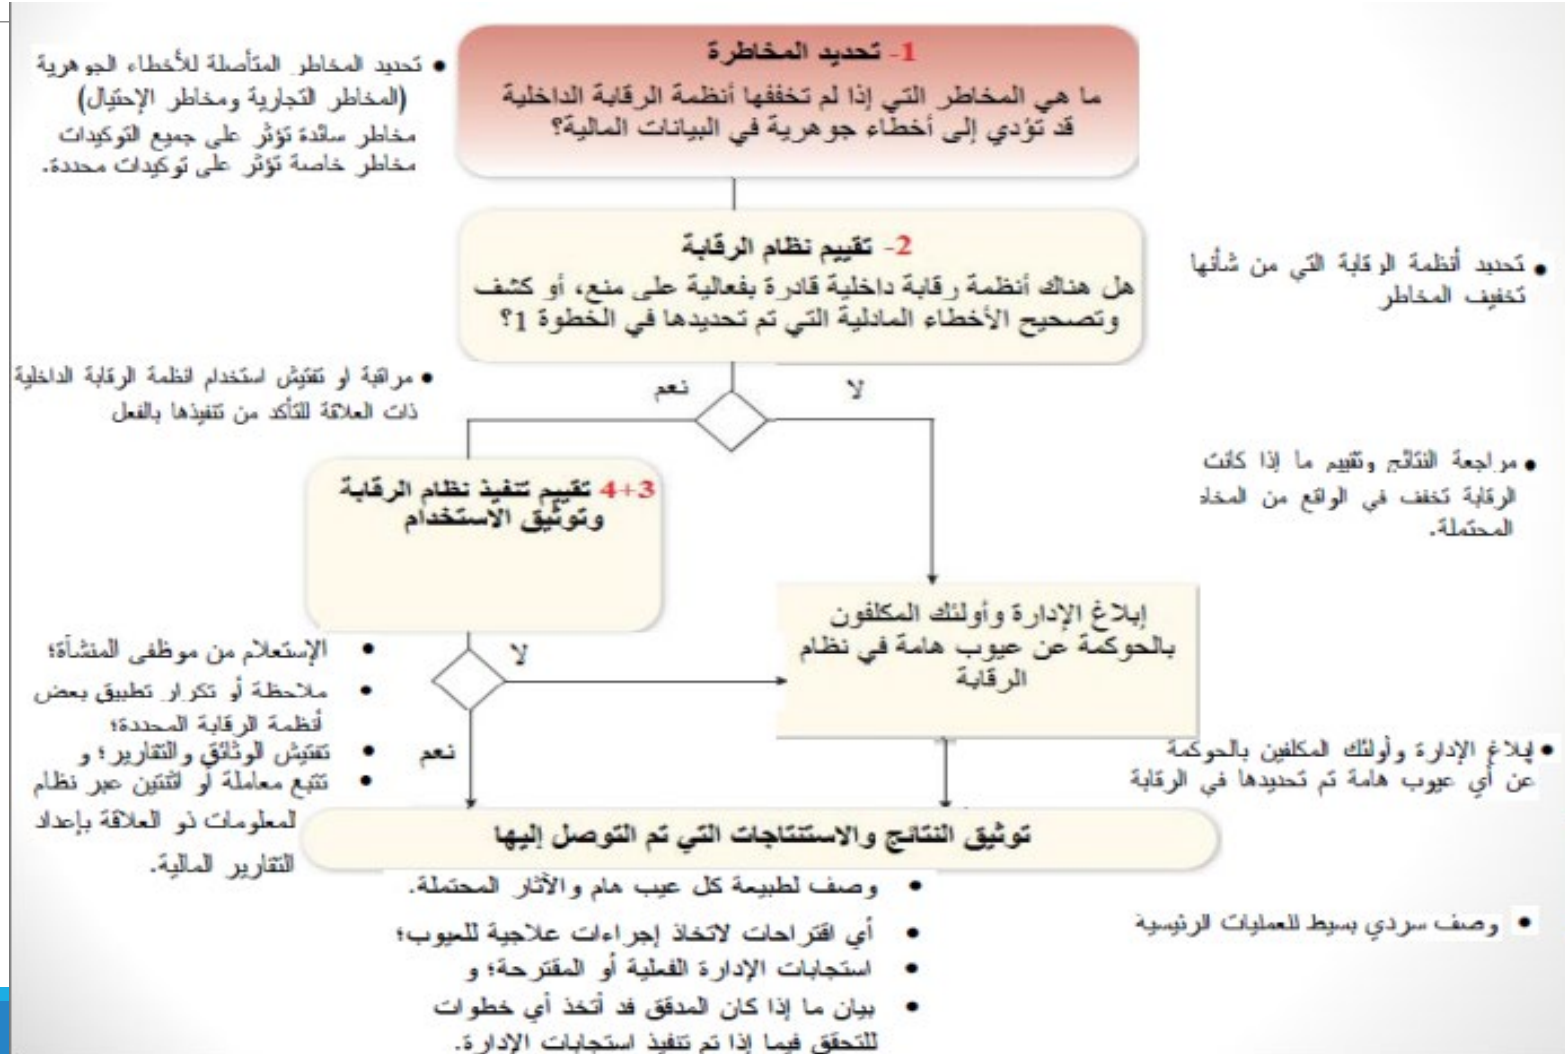 1- تحديد المخاطرة
ما هي المخاطر التي إذا لم تخففها أنظمة الرقابة الداخلية
قد تؤدي إلى أخطاء جوهرية في البيانات المالية؟
• تحديد المخاطر المتأصلة للأخطاء الجوهرية
(المخاطر التجارية ومخاطر الإحتيال)
مخاطر سائدة تؤثر على جميع التوكيدات
مخاطر خاصة تؤثر على توكيدات محددة.
2- تقييم نظام الرقابة
هل هناك أنظمة رقابة داخلية قادرة بفعالية على منع، أو كشف
وتصحيح الأخطاء المادلية التي تم تحديدها في الخطوة 1؟
• تحديد أنظمة الرقابة التي من شأنها
تخفيف المخاطر
لا
نعم
• مراقبة او تفتيش استخدام انظمة الرقابة الداخلية
ذات العلاقة للتأكد من تنفيذها بالفعل
• مراجعة النتائج وتقييم ما إذا كانت
الرقابة تخفف في الواقع من المخاد
المحتملة.
3+4 تقييم تنفيذ نظام الرقابة
وتوثيق الاستخدام
إبلاغ الإدارة وأولئك المكلفون
بالحوكمة عن عيوب هامة في نظام
الرقابة
لا
نعم
• الإستعلام من موظفى المنشأة؛
• ملاحظة أو تكرار تطبيق بعض
أنظمة الرقابة المحددة؛
• تفتيش الوثائق والتقارير؛ و
• تتبع معاملة أو اثنتين عبر نظام
لمعلومات ذو العلاقة بإعداد
التقارير المالية.
• إبلاغ الإدارة وأولئك المكلفين بالحوكمة
عن أي عيوب هامة تم تحديدها في الرقابة
توثيق النتائج والاستنتاجات التي تم التوصل إليها
• وصف لطبيعة كل عيب هام والآثار المحتملة.
• أي اقتراحات لاتخاذ إجراءات علاجية للعيوب؛
• استجابات الإدارة الفعلية أو المقترحة؛ و
• بيان ما إذا كان المدقق قد أتخذ أي خطوات
للتحقق فيما إذا تم تنفيذ استجابات الإدارة.
• وصف سردي بسيط للعمليات الرئيسية